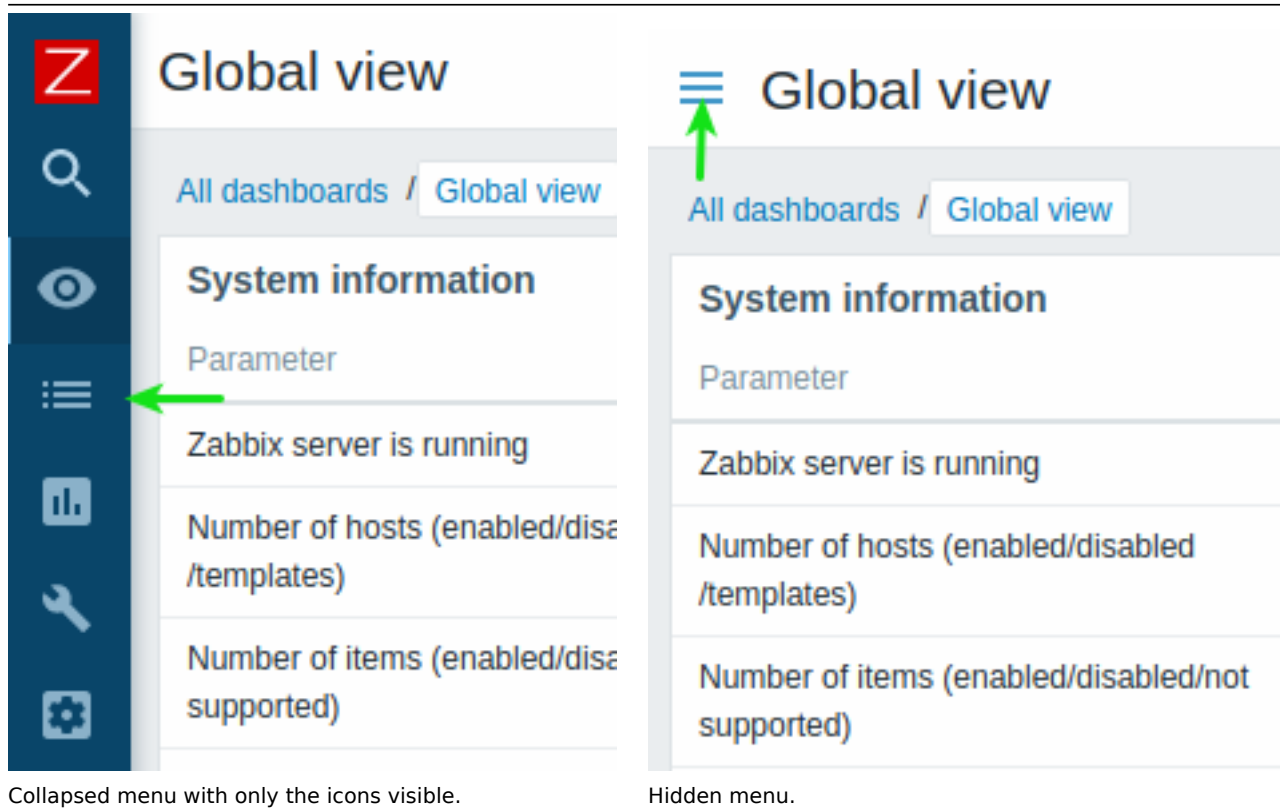 Z
Global view
All dashboards / Global view
System information
Parameter
Zabbix server is running
Number of hosts (enabled/disa
/templates)
Number of items (enabled/disa
supported)
Collapsed menu with only the icons visible.
Global view
All dashboards / Global view
System information
Parameter
Zabbix server is running
Number of hosts (enabled/disabled
/templates)
Number of items (enabled/disabled/not
supported)
Hidden menu.